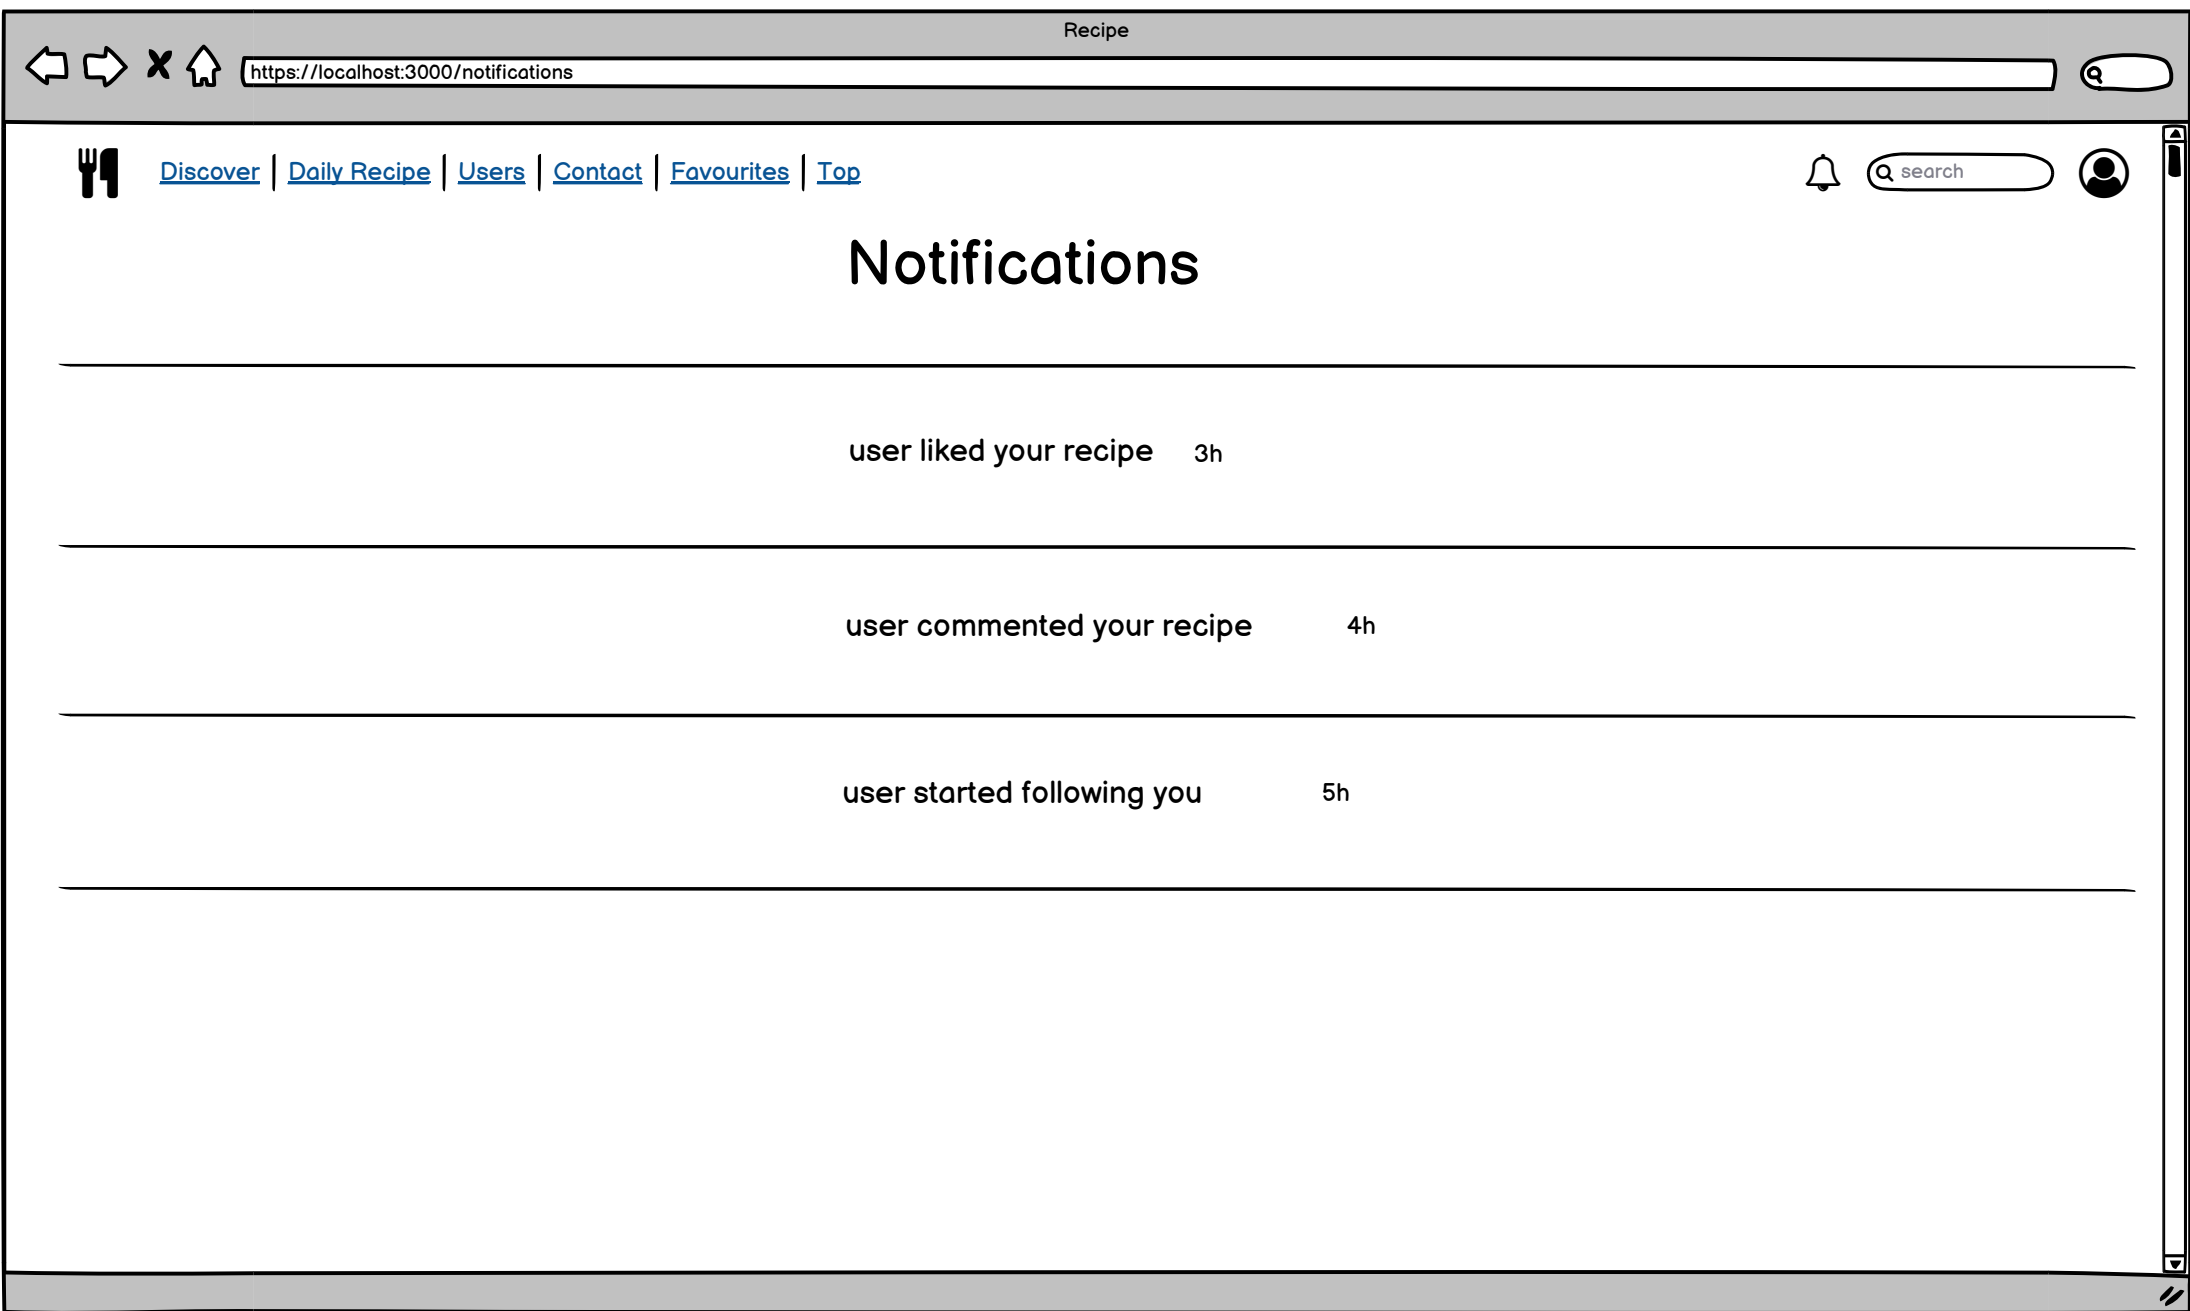 Recipe
https://localhost:3000/notifications
Discover | Daily Recipe | Users | Contact | Favourites | Top
search
Notifications
user liked your recipe 3h
user commented your recipe 4h
user started following you 5h